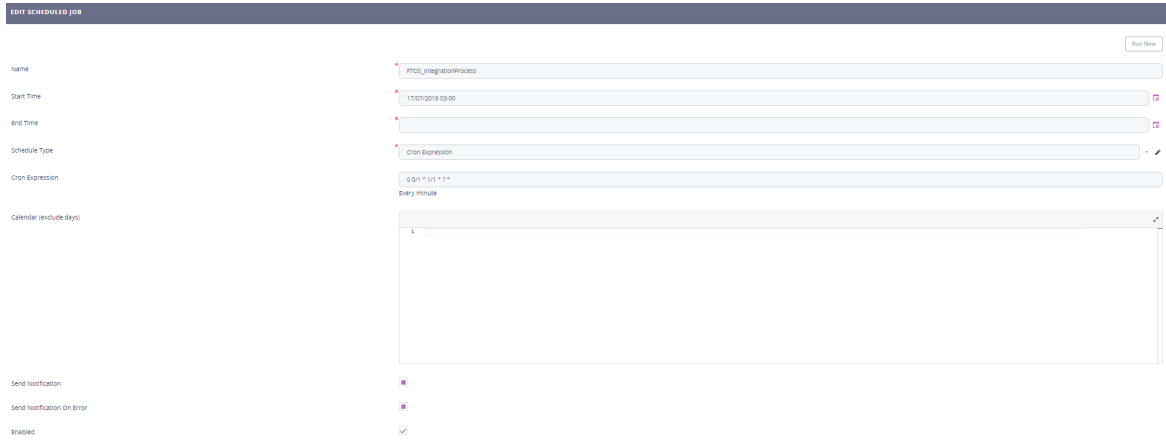 EDIT SCHEDULED JOB
Run Now
Name * FTOS_IntegrationProcess
Start Time * 17/07/2019 03:00
End Time *
Schedule Type * Cron Expression
Cron Expression 0 0/1 * 1/1 * ? *
Every minute
Calendar (exclude days)
1
Send Notification
Send Notification On Error
Enabled